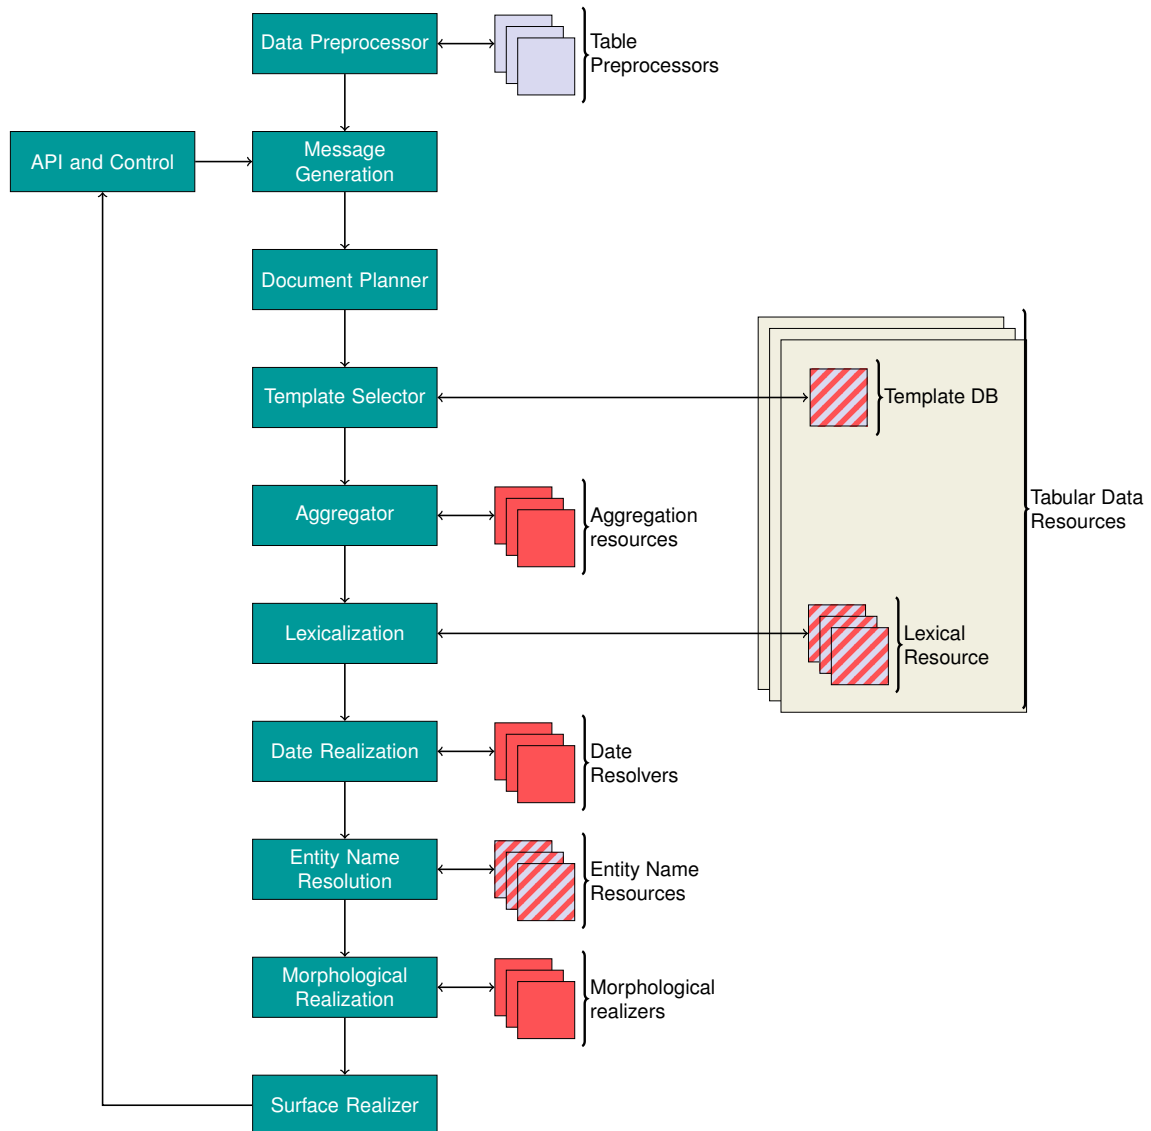 Data Preprocessor
Table
Preprocessors
API and Control
Message
Generation
Document Planner
Template Selector
Template DB
Tabular Data
Resources
Aggregator
Aggregation
resources
Lexicalization
Lexical
Resource
Date Realization
Date
Resolvers
Entity Name
Resolution
Entity Name
Resources
Morphological
Realization
Morphological
realizers
Surface Realizer